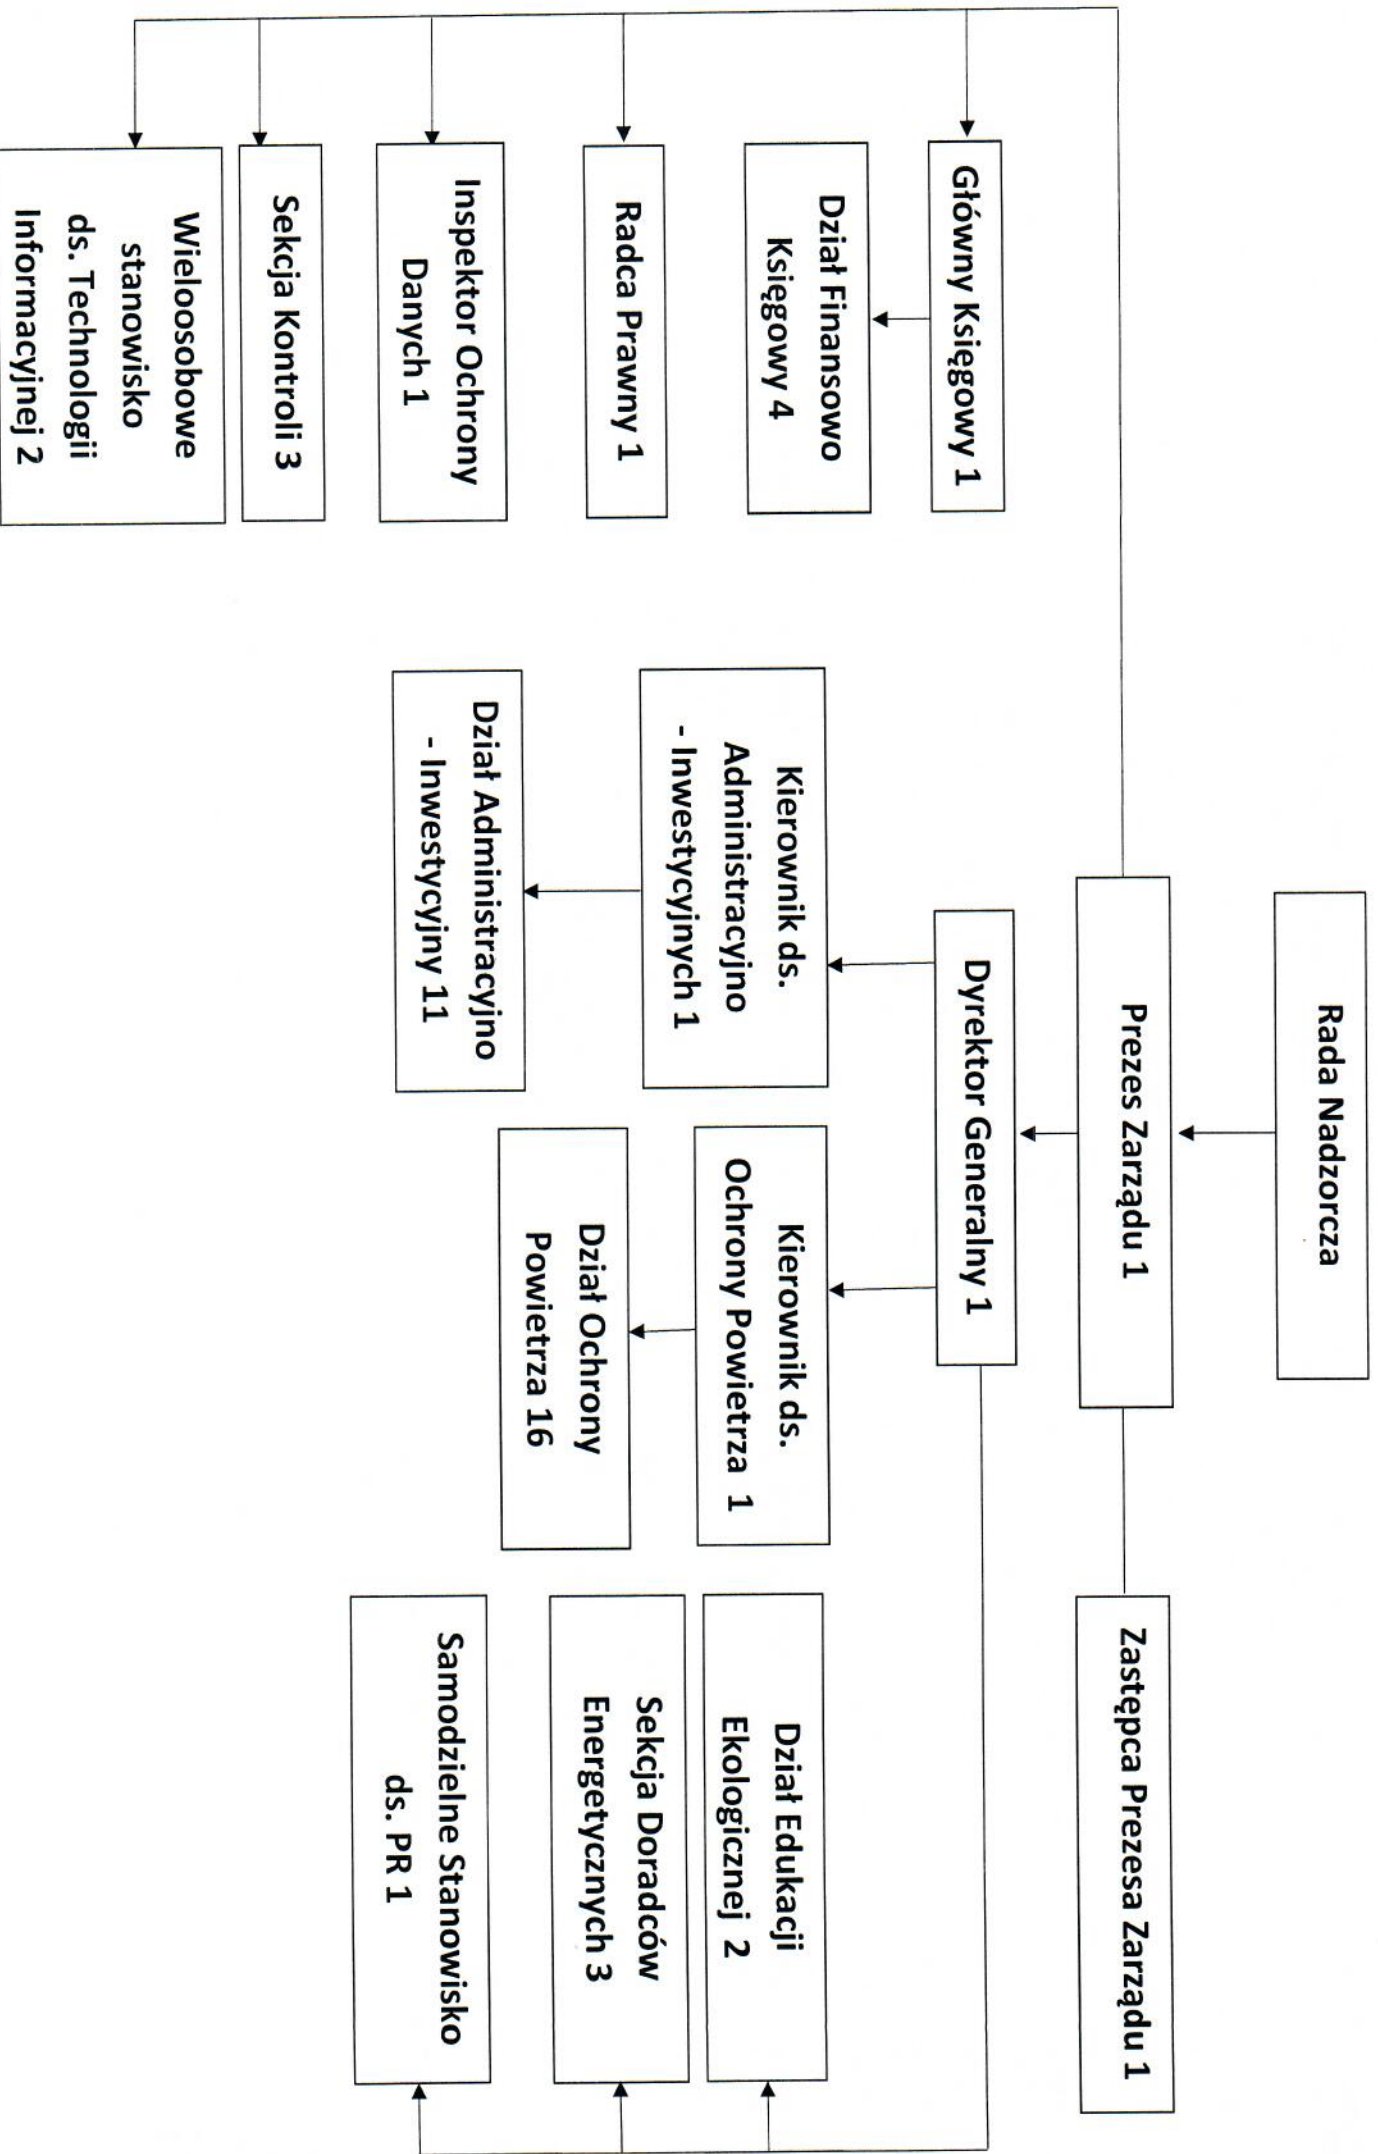 Rada Nadzorcza
Prezes Zarządu 1
Zastępca Prezesa Zarządu 1
Dyrektor Generalny 1
Główny Księgowy 1
Dział Finansowo
Księgowy 4
Radca Prawny 1
Inspektor Ochrony
Danych 1
Sekcja Kontroli 3
Wieloosobowe
stanowisko
ds. Technologii
Informacyjnej 2
Kierownik ds.
Administracyjno
- Inwestycyjnych 1
Dział Administracyjno
- Inwestycyjny 11
Kierownik ds.
Ochrony Powietrza 1
Dział Ochrony
Powietrza 16
Dział Edukacji
Ekologicznej 2
Sekcja Doradców
Energetycznych 3
Samodzielne Stanowisko
ds. PR 1